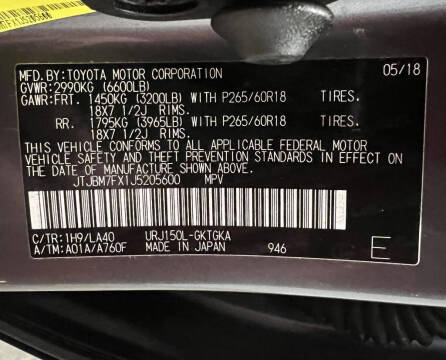 MFD. BY:TOYOTA MOTOR CORPORATION 05/18
GVWR: 2990KG (6600LB)
GAWR:FRT. 1450KG (3200LB) WITH P265/60R18 TIRES.
18X7 1/2J RIMS.
RR. 1795KG (3965LB) WITH P265/60R18 TIRES.
18X7 1/2J RIMS.
THIS VEHICLE CONFORMS TO ALL APPLICABLE FEDERAL MOTOR
VEHICLE SAFETY AND THEFT PREVENTION STANDARDS IN EFFECT ON
THE DATE OF MANUFACTURE SHOWN ABOVE.
JTJBM7FX1J5205600 MPV
C/TR:1H9/LA40 URJ150L-GKTGKA
A/TM:A01A/A760F MADE IN JAPAN 946 E